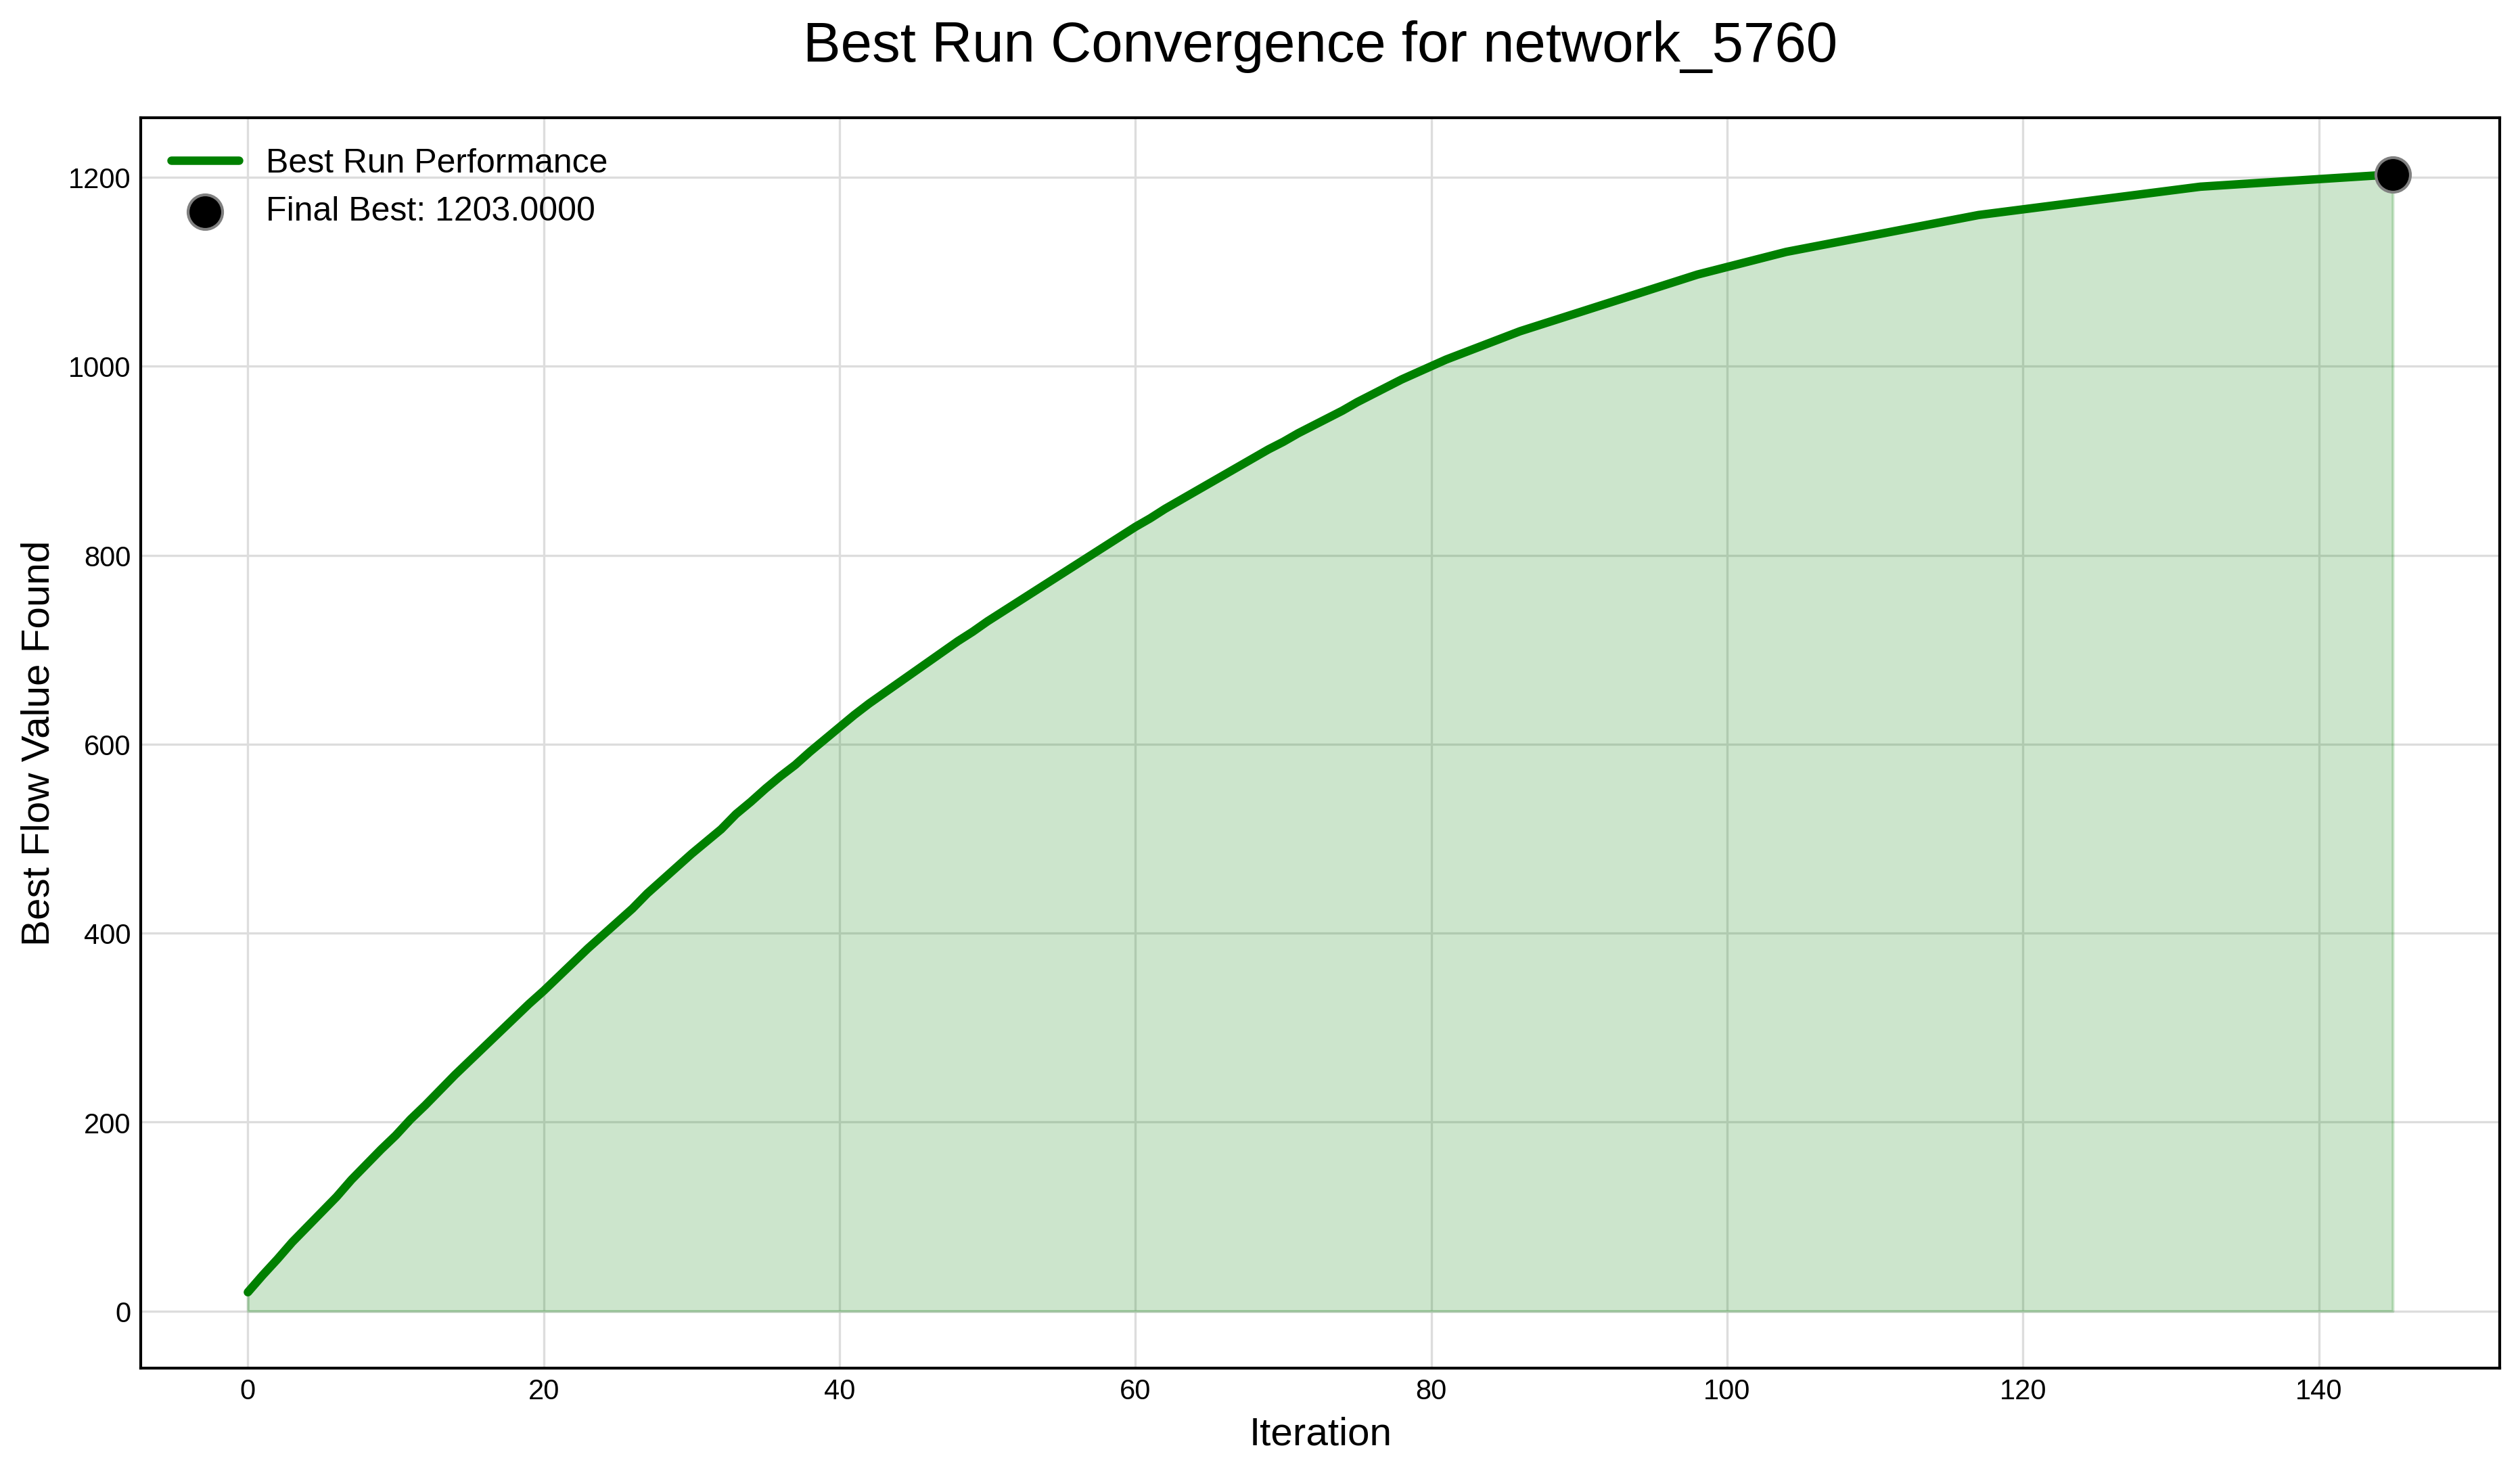 Best Run Convergence for network_5760
Best Run Performance
Final Best: 1203.0000
Best Flow Value Found
1200
1000
800
600
400
200
0
0 20 40 60 80 100 120 140
Iteration